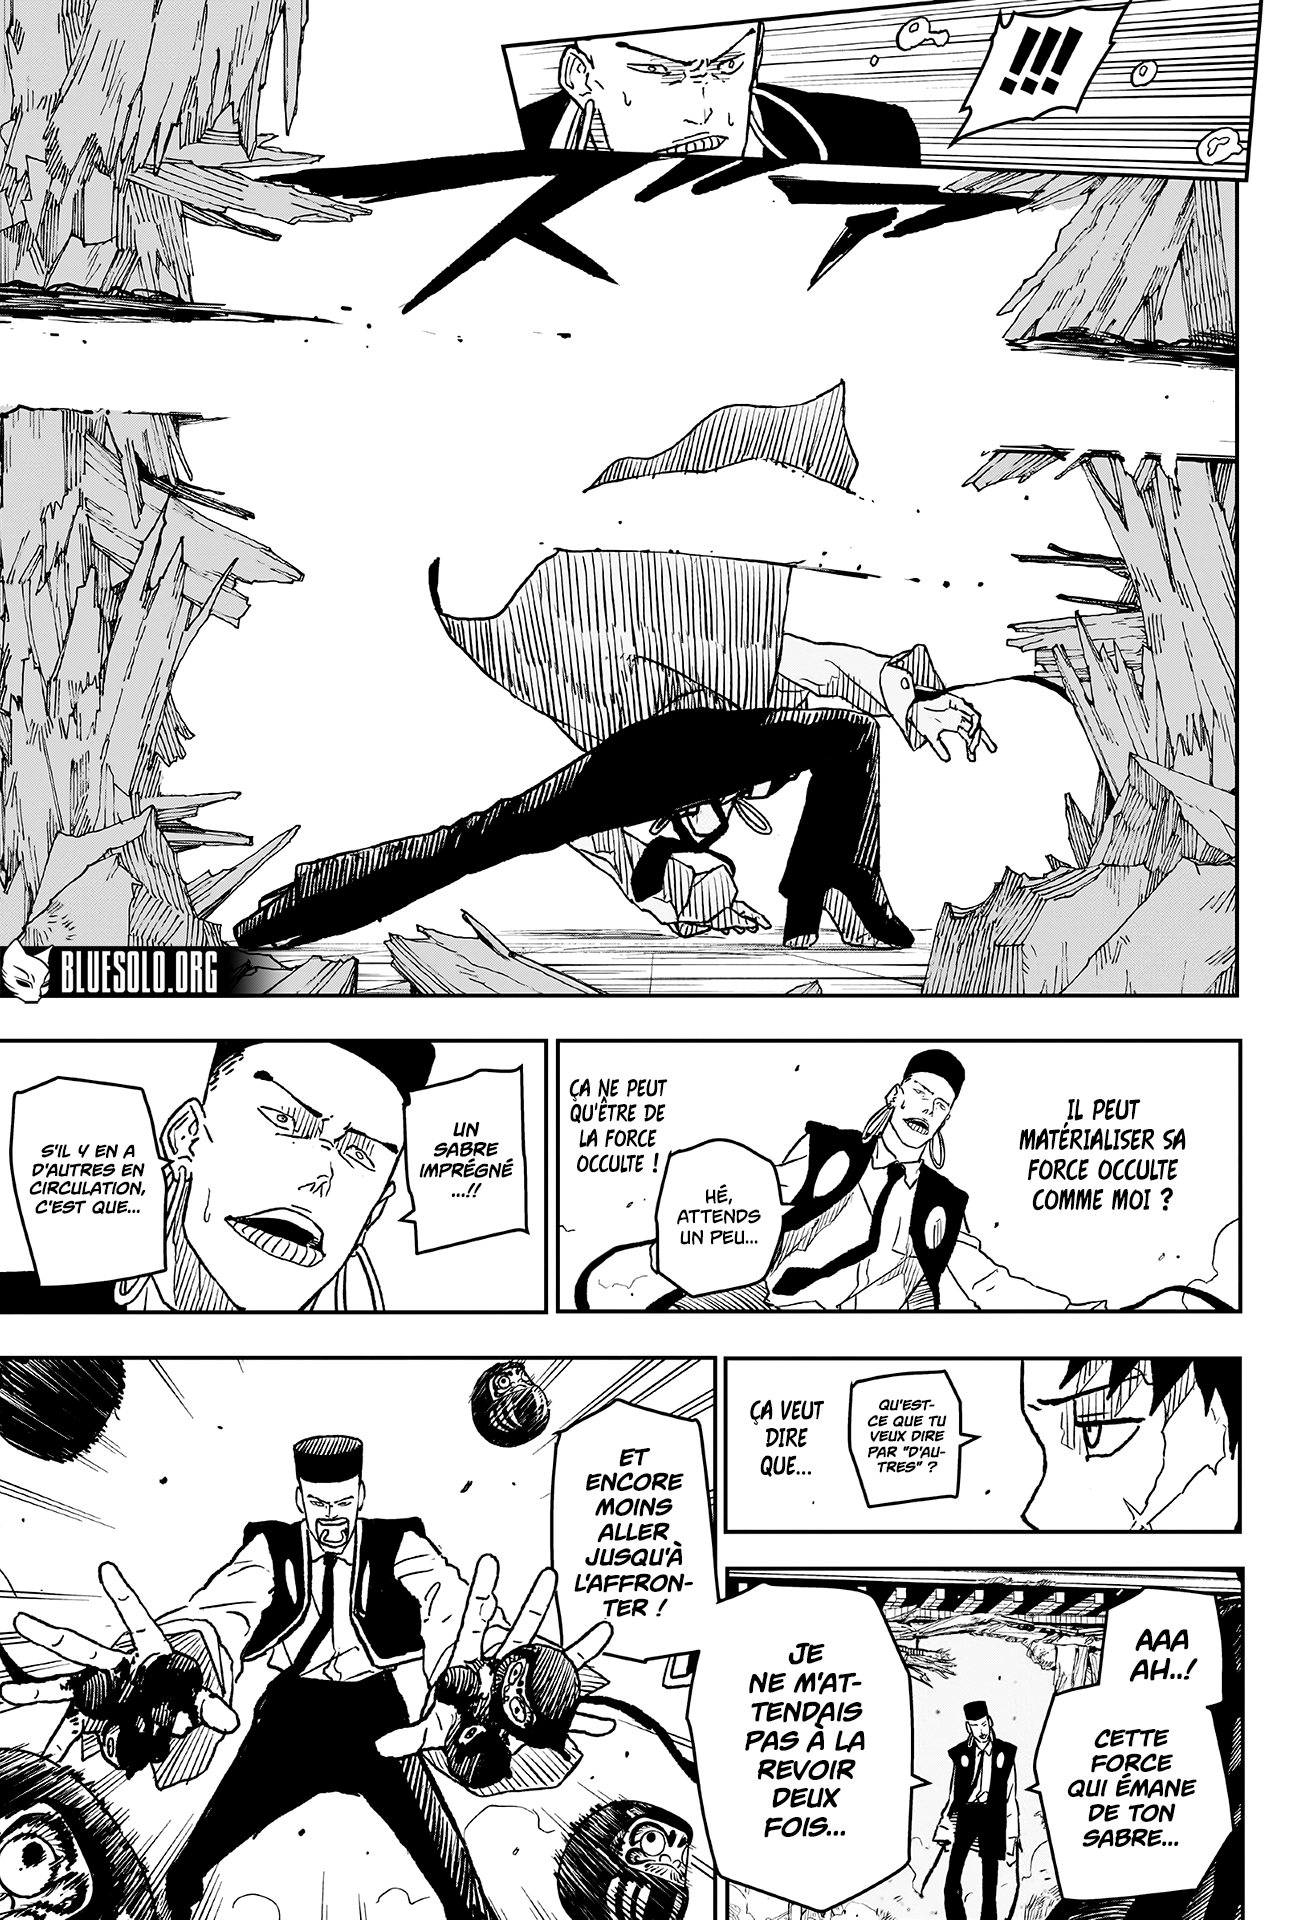 !!!
BLUESOLO.ORG
IL PEUT
MATÉRIALISER SA
FORCE OCCULTE
COMME MOI ?
ÇA NE PEUT
QU'ÊTRE DE
LA FORCE
OCCULTE !
HÉ,
ATTENDS
UN PEU...
UN
SABRE
IMPRÉGNÉ
...!!
S'IL Y EN A
D'AUTRES EN
CIRCULATION,
C'EST QUE...
QU'EST-
CE QUE TU
VEUX DIRE
PAR "D'AU-
TRES" ?
ÇA VEUT
DIRE
QUE...
AAA
AH..!
CETTE
FORCE
QUI ÉMANE
DE TON
SABRE...
JE
NE M'AT-
TENDAIS
PAS À LA
REVOIR
DEUX
FOIS...
ET
ENCORE
MOINS
ALLER
JUSQU'À
L'AFFRON-
TER !